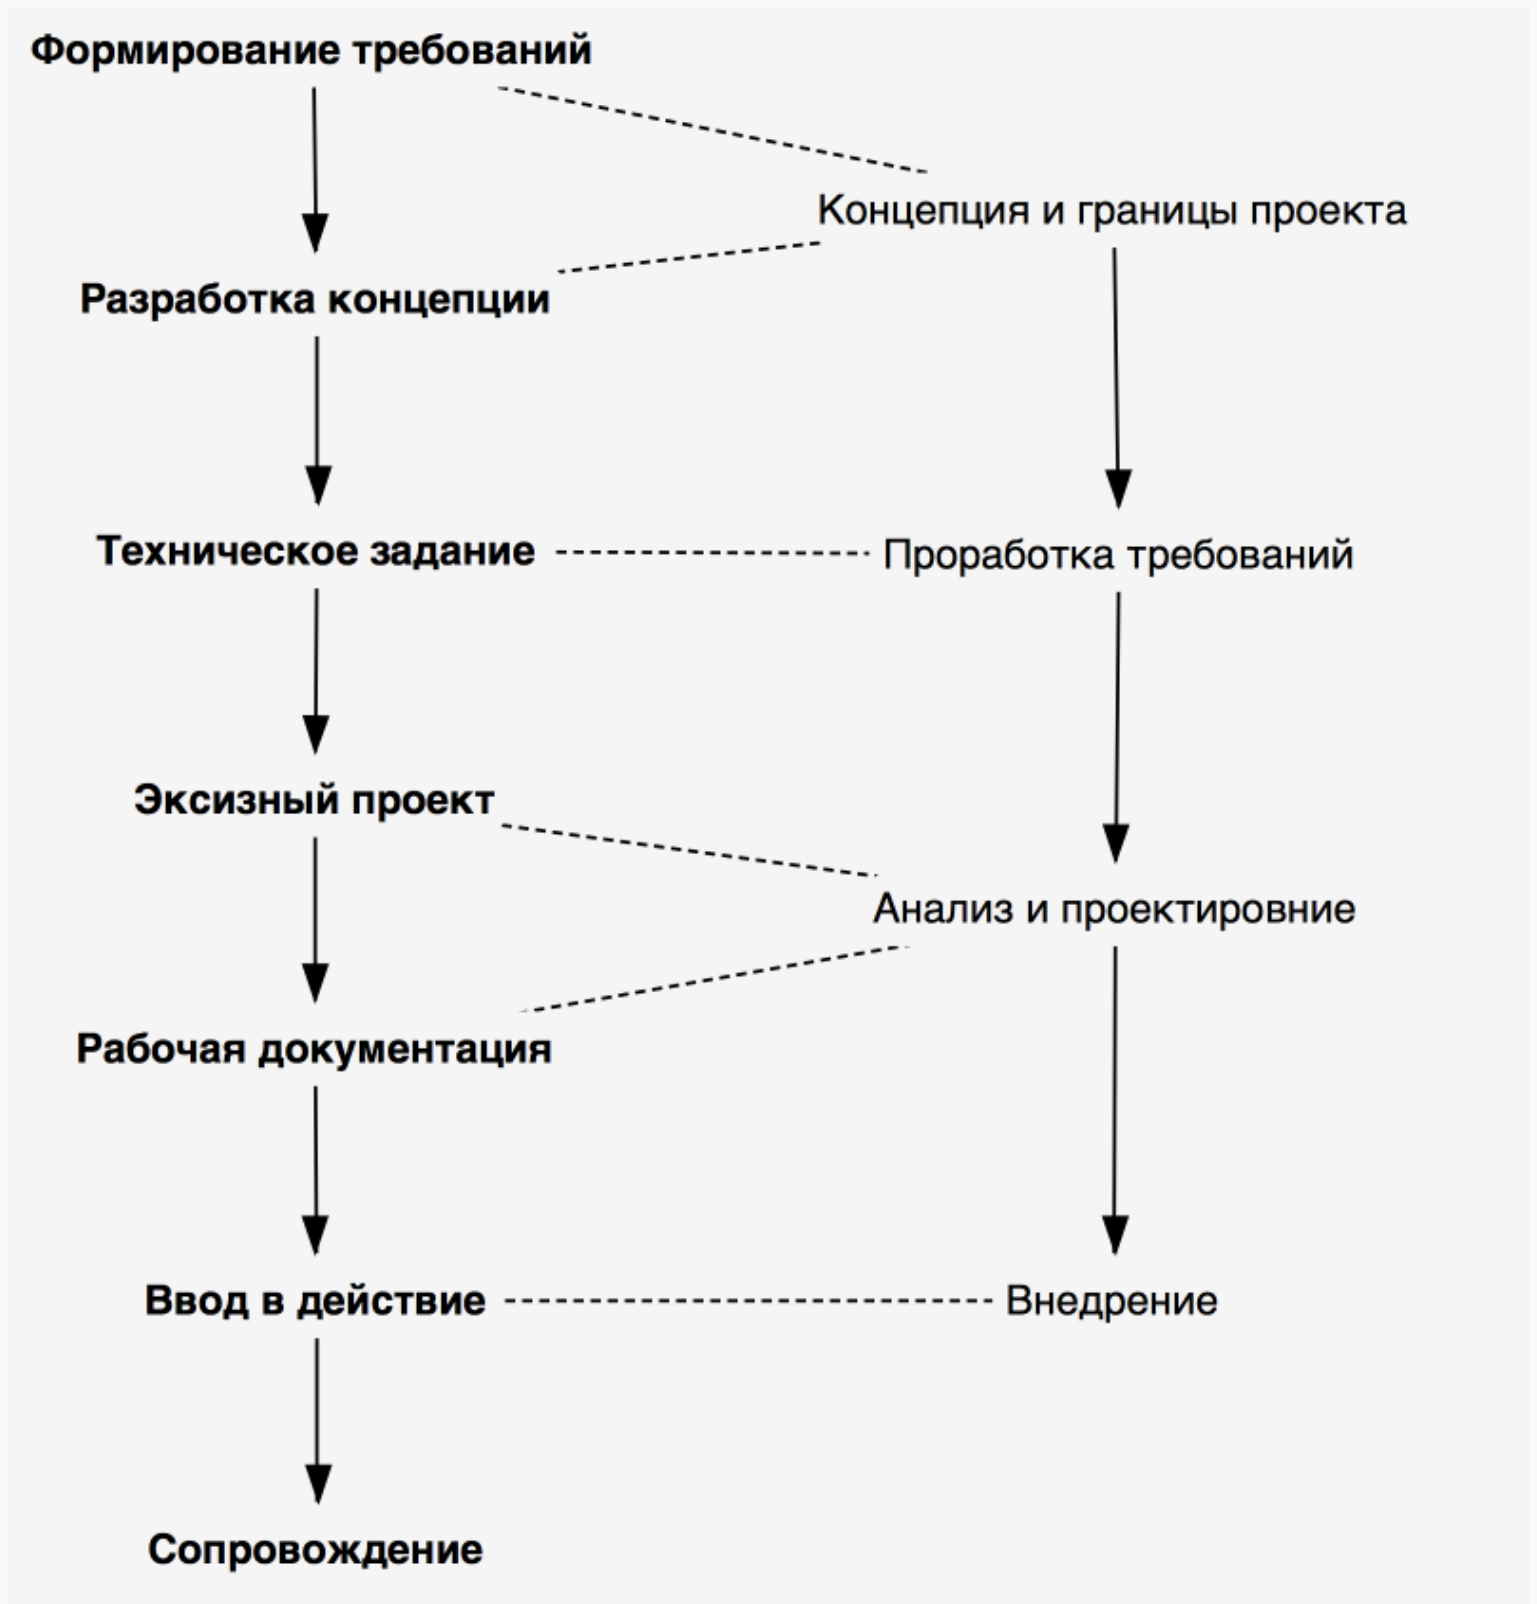 Формирование требований
Концепция и границы проекта
Разработка концепции
Техническое задание
Проработка требований
Эксизный проект
Анализ и проектировние
Рабочая документация
Ввод в действие
Внедрение
Сопровождение